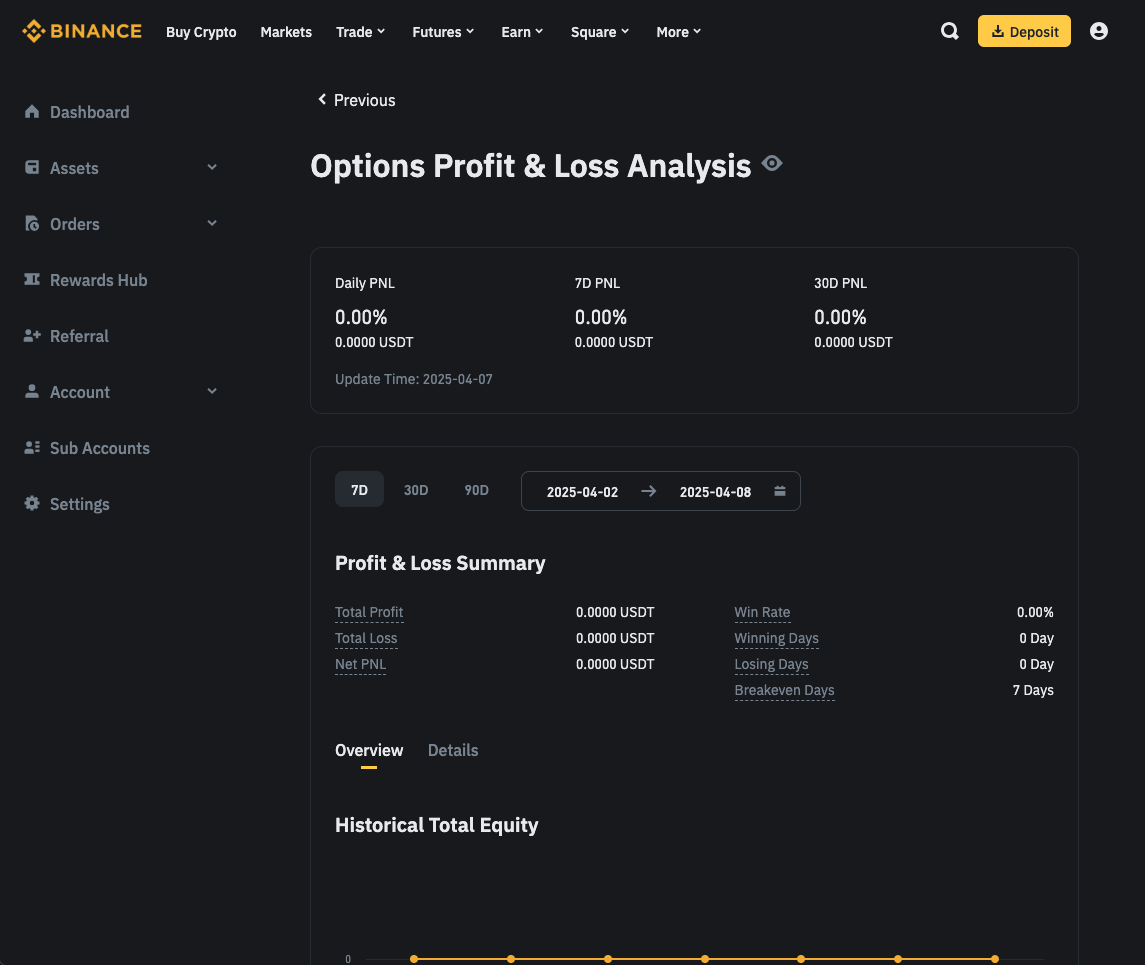 BINANCE Buy Crypto Markets Trade Futures Earn Square More Deposit
Dashboard
Assets
Orders
Rewards Hub
Referral
Account
Sub Accounts
Settings
Previous
Options Profit & Loss Analysis
Daily PNL 7D PNL 30D PNL
0.00% 0.00% 0.00%
0.0000 USDT 0.0000 USDT 0.0000 USDT
Update Time: 2025-04-07
7D 30D 90D 2025-04-02 → 2025-04-08
Profit & Loss Summary
Total Profit 0.0000 USDT Win Rate 0.00%
Total Loss 0.0000 USDT Winning Days 0 Day
Net PNL 0.0000 USDT Losing Days 0 Day
Breakeven Days 7 Days
Overview Details
Historical Total Equity
0